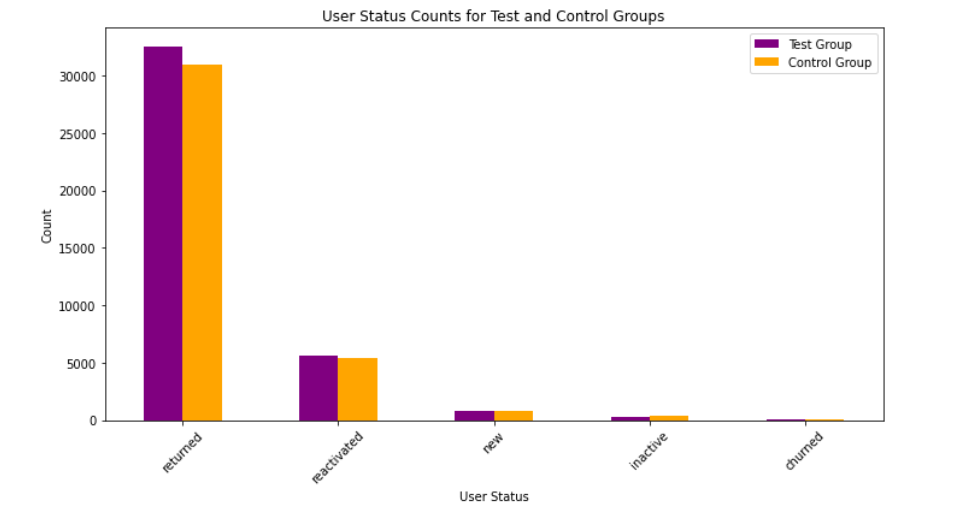 User Status Counts for Test and Control Groups
Test Group
Control Group
30000
25000
20000
15000
10000
5000
0
Count
returned
reactivated
new
inactive
churned
User Status